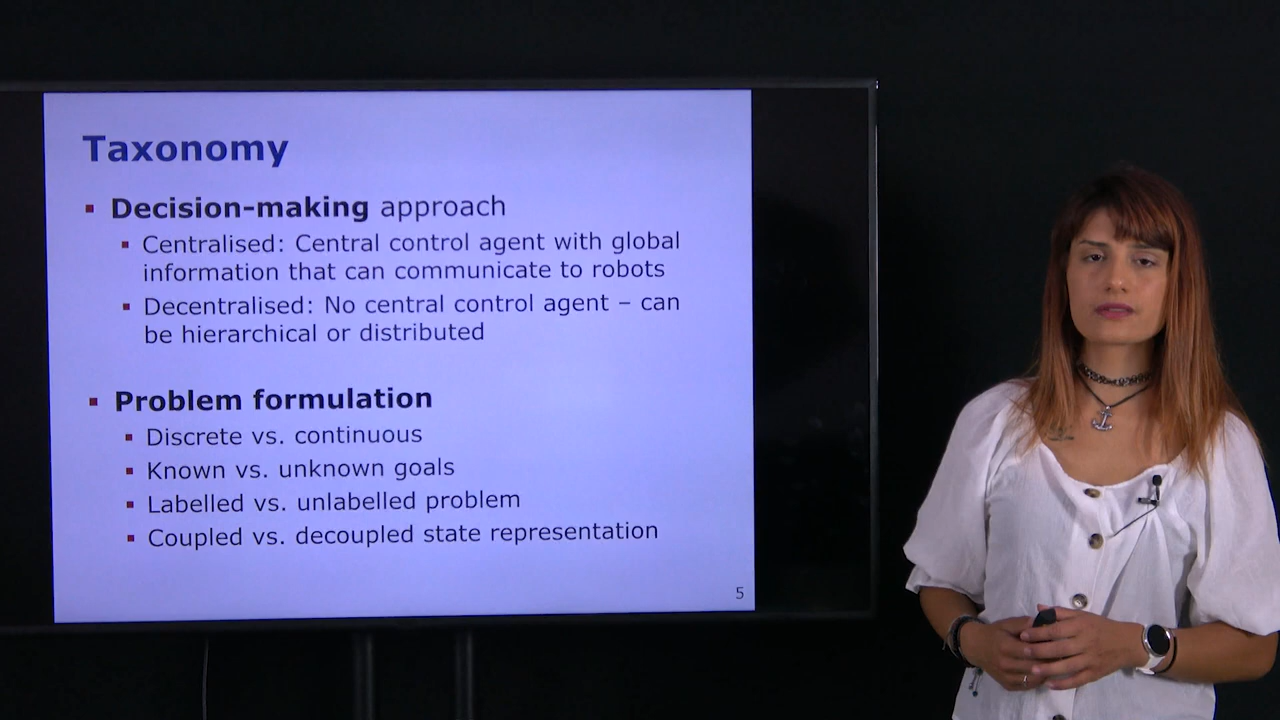 Taxonomy
▪ Decision-making approach
▪ Centralised: Central control agent with global
information that can communicate to robots
▪ Decentralised: No central control agent – can
be hierarchical or distributed
▪ Problem formulation
▪ Discrete vs. continuous
▪ Known vs. unknown goals
▪ Labelled vs. unlabelled problem
▪ Coupled vs. decoupled state representation
5